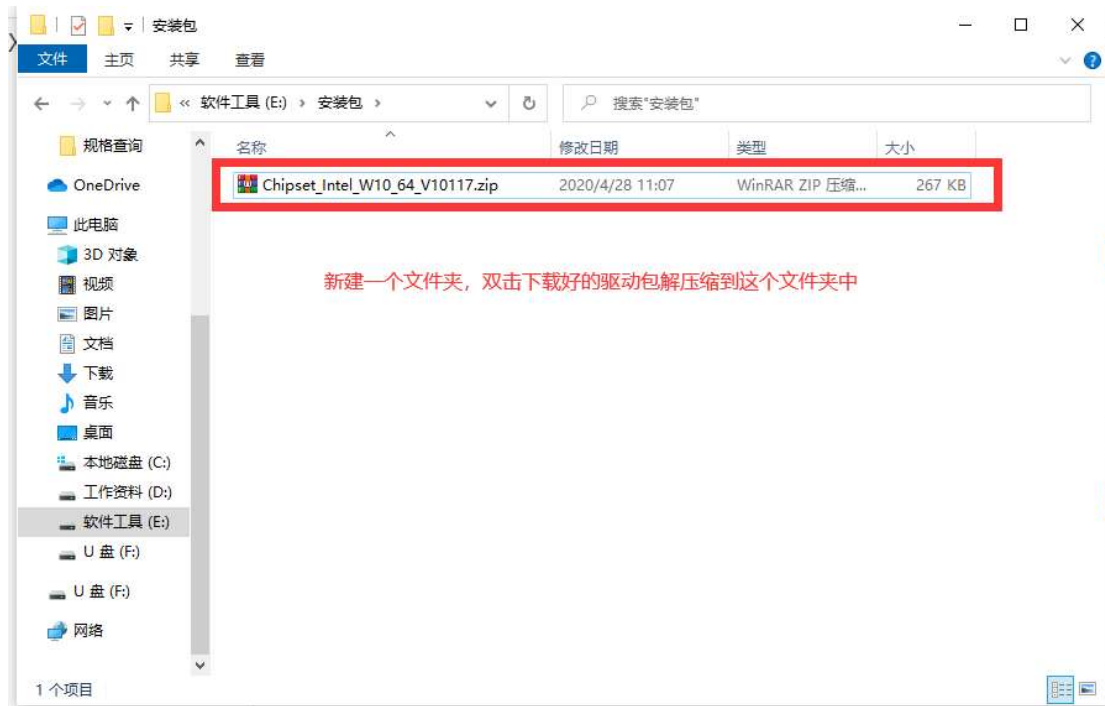 安装包
文件 主页 共享 查看
« 软件工具 (E:) › 安装包 › 搜索"安装包"
名称 修改日期 类型 大小
Chipset_Intel_W10_64_V10117.zip 2020/4/28 11:07 WinRAR ZIP 压缩... 267 KB
新建一个文件夹，双击下载好的驱动包解压缩到这个文件夹中
规格查询
OneDrive
此电脑
3D 对象
视频
图片
文档
下载
音乐
桌面
本地磁盘 (C:)
工作资料 (D:)
软件工具 (E:)
U 盘 (F:)
U 盘 (F:)
网络
1 个项目